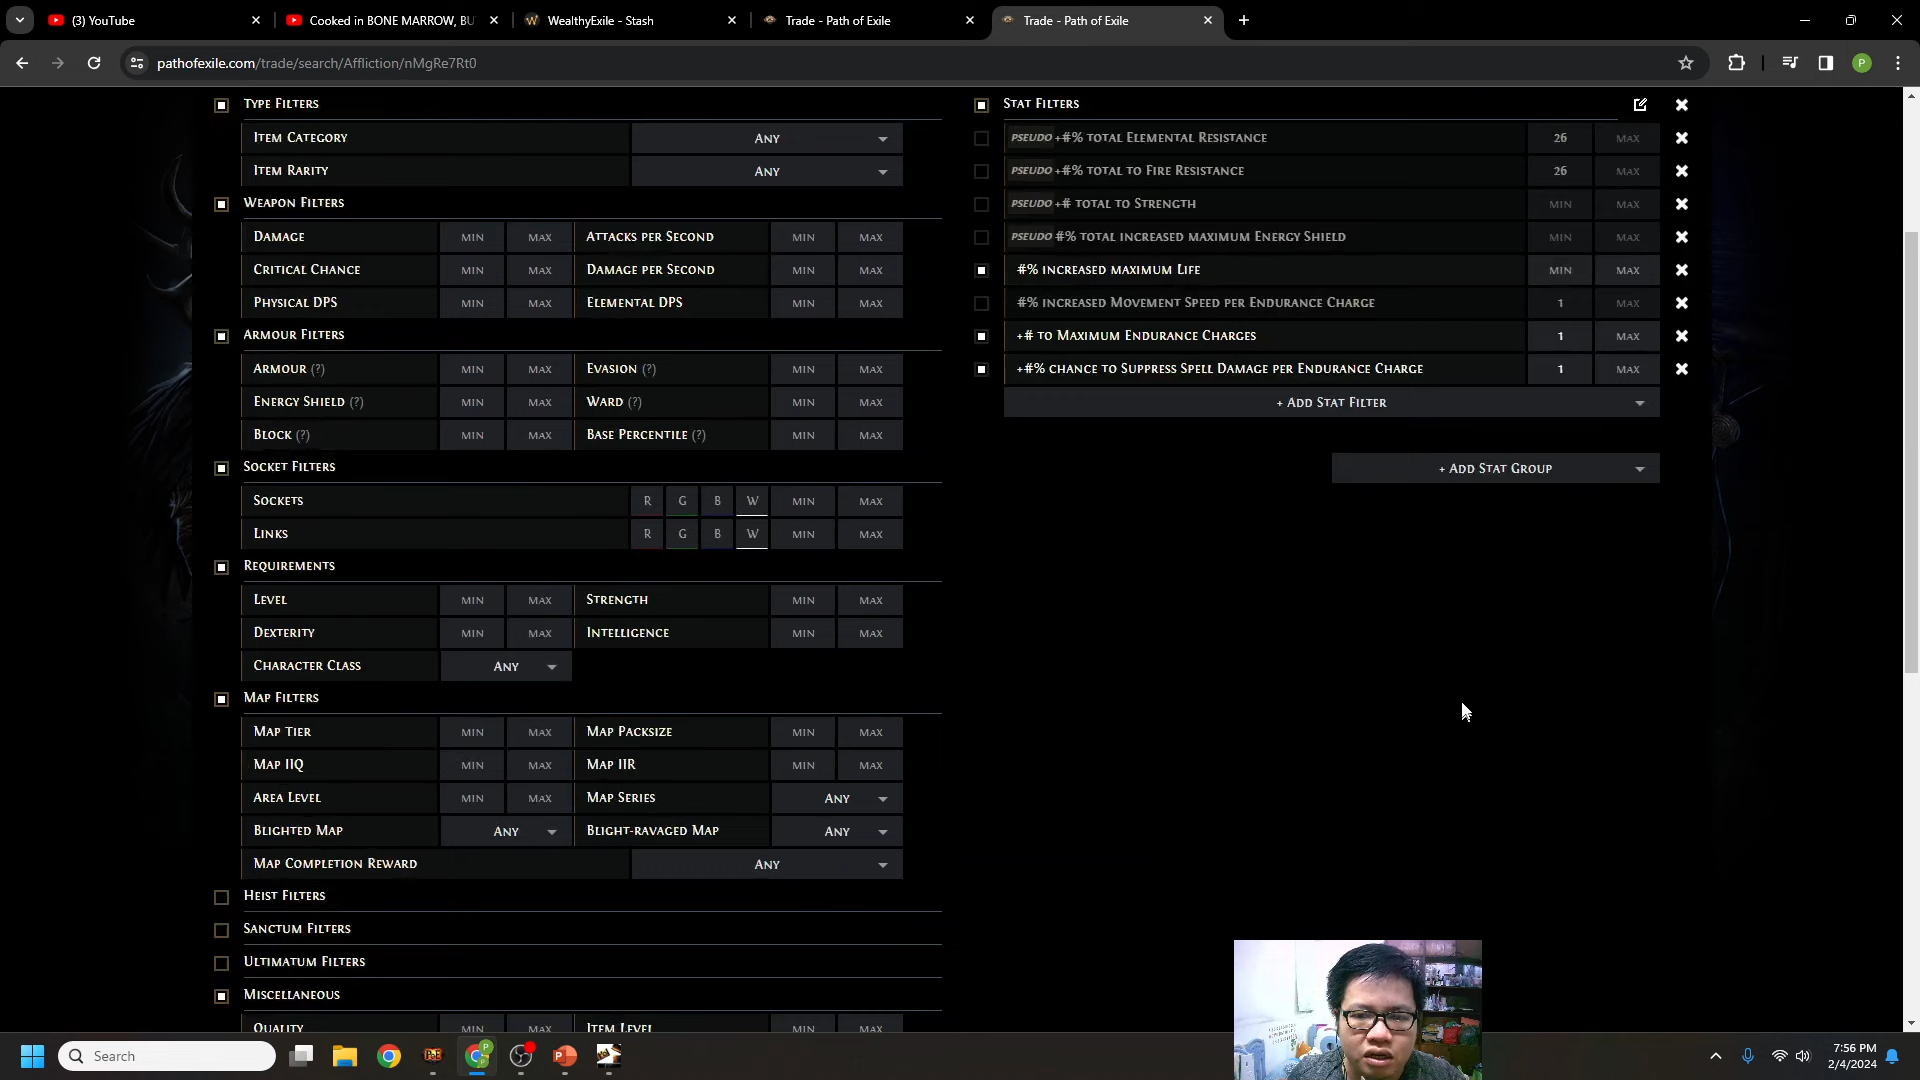 (3) YouTube
Cooked in BONE MARROW, BU
WealthyExile - Stash
Trade - Path of Exile
Trade - Path of Exile
pathofexile.com/trade/search/Affliction/nMgRe7Rt0
P
Type Filters
Item Category Any
Item Rarity Any
Weapon Filters
Damage MIN MAX Attacks per Second MIN MAX
Critical Chance MIN MAX Damage per Second MIN MAX
Physical DPS MIN MAX Elemental DPS MIN MAX
Armour Filters
Armour (?) MIN MAX Evasion (?) MIN MAX
Energy Shield (?) MIN MAX Ward (?) MIN MAX
Block (?) MIN MAX Base Percentile (?) MIN MAX
Socket Filters
Sockets R G B W MIN MAX
Links R G B W MIN MAX
Requirements
Level MIN MAX Strength MIN MAX
Dexterity MIN MAX Intelligence MIN MAX
Character Class Any
Map Filters
Map Tier MIN MAX Map Packsize MIN MAX
Map IIQ MIN MAX Map IIR MIN MAX
Area Level MIN MAX Map Series Any
Blighted Map Any Blight-ravaged Map Any
Map Completion Reward Any
Heist Filters
Sanctum Filters
Ultimatum Filters
Miscellaneous
Quality MIN MAX Item Level MIN MAX
Stat Filters
PSEUDO +#% total Elemental Resistance 26 MAX
PSEUDO +#% total to Fire Resistance 26 MAX
PSEUDO +# total to Strength MIN MAX
PSEUDO #% total increased maximum Energy Shield MIN MAX
#% increased maximum Life MIN MAX
#% increased Movement Speed per Endurance Charge 1 MAX
+# to Maximum Endurance Charges 1 MAX
+#% chance to Suppress Spell Damage per Endurance Charge 1 MAX
+ Add Stat Filter
+ Add Stat Group
Search
7:56 PM
2/4/2024